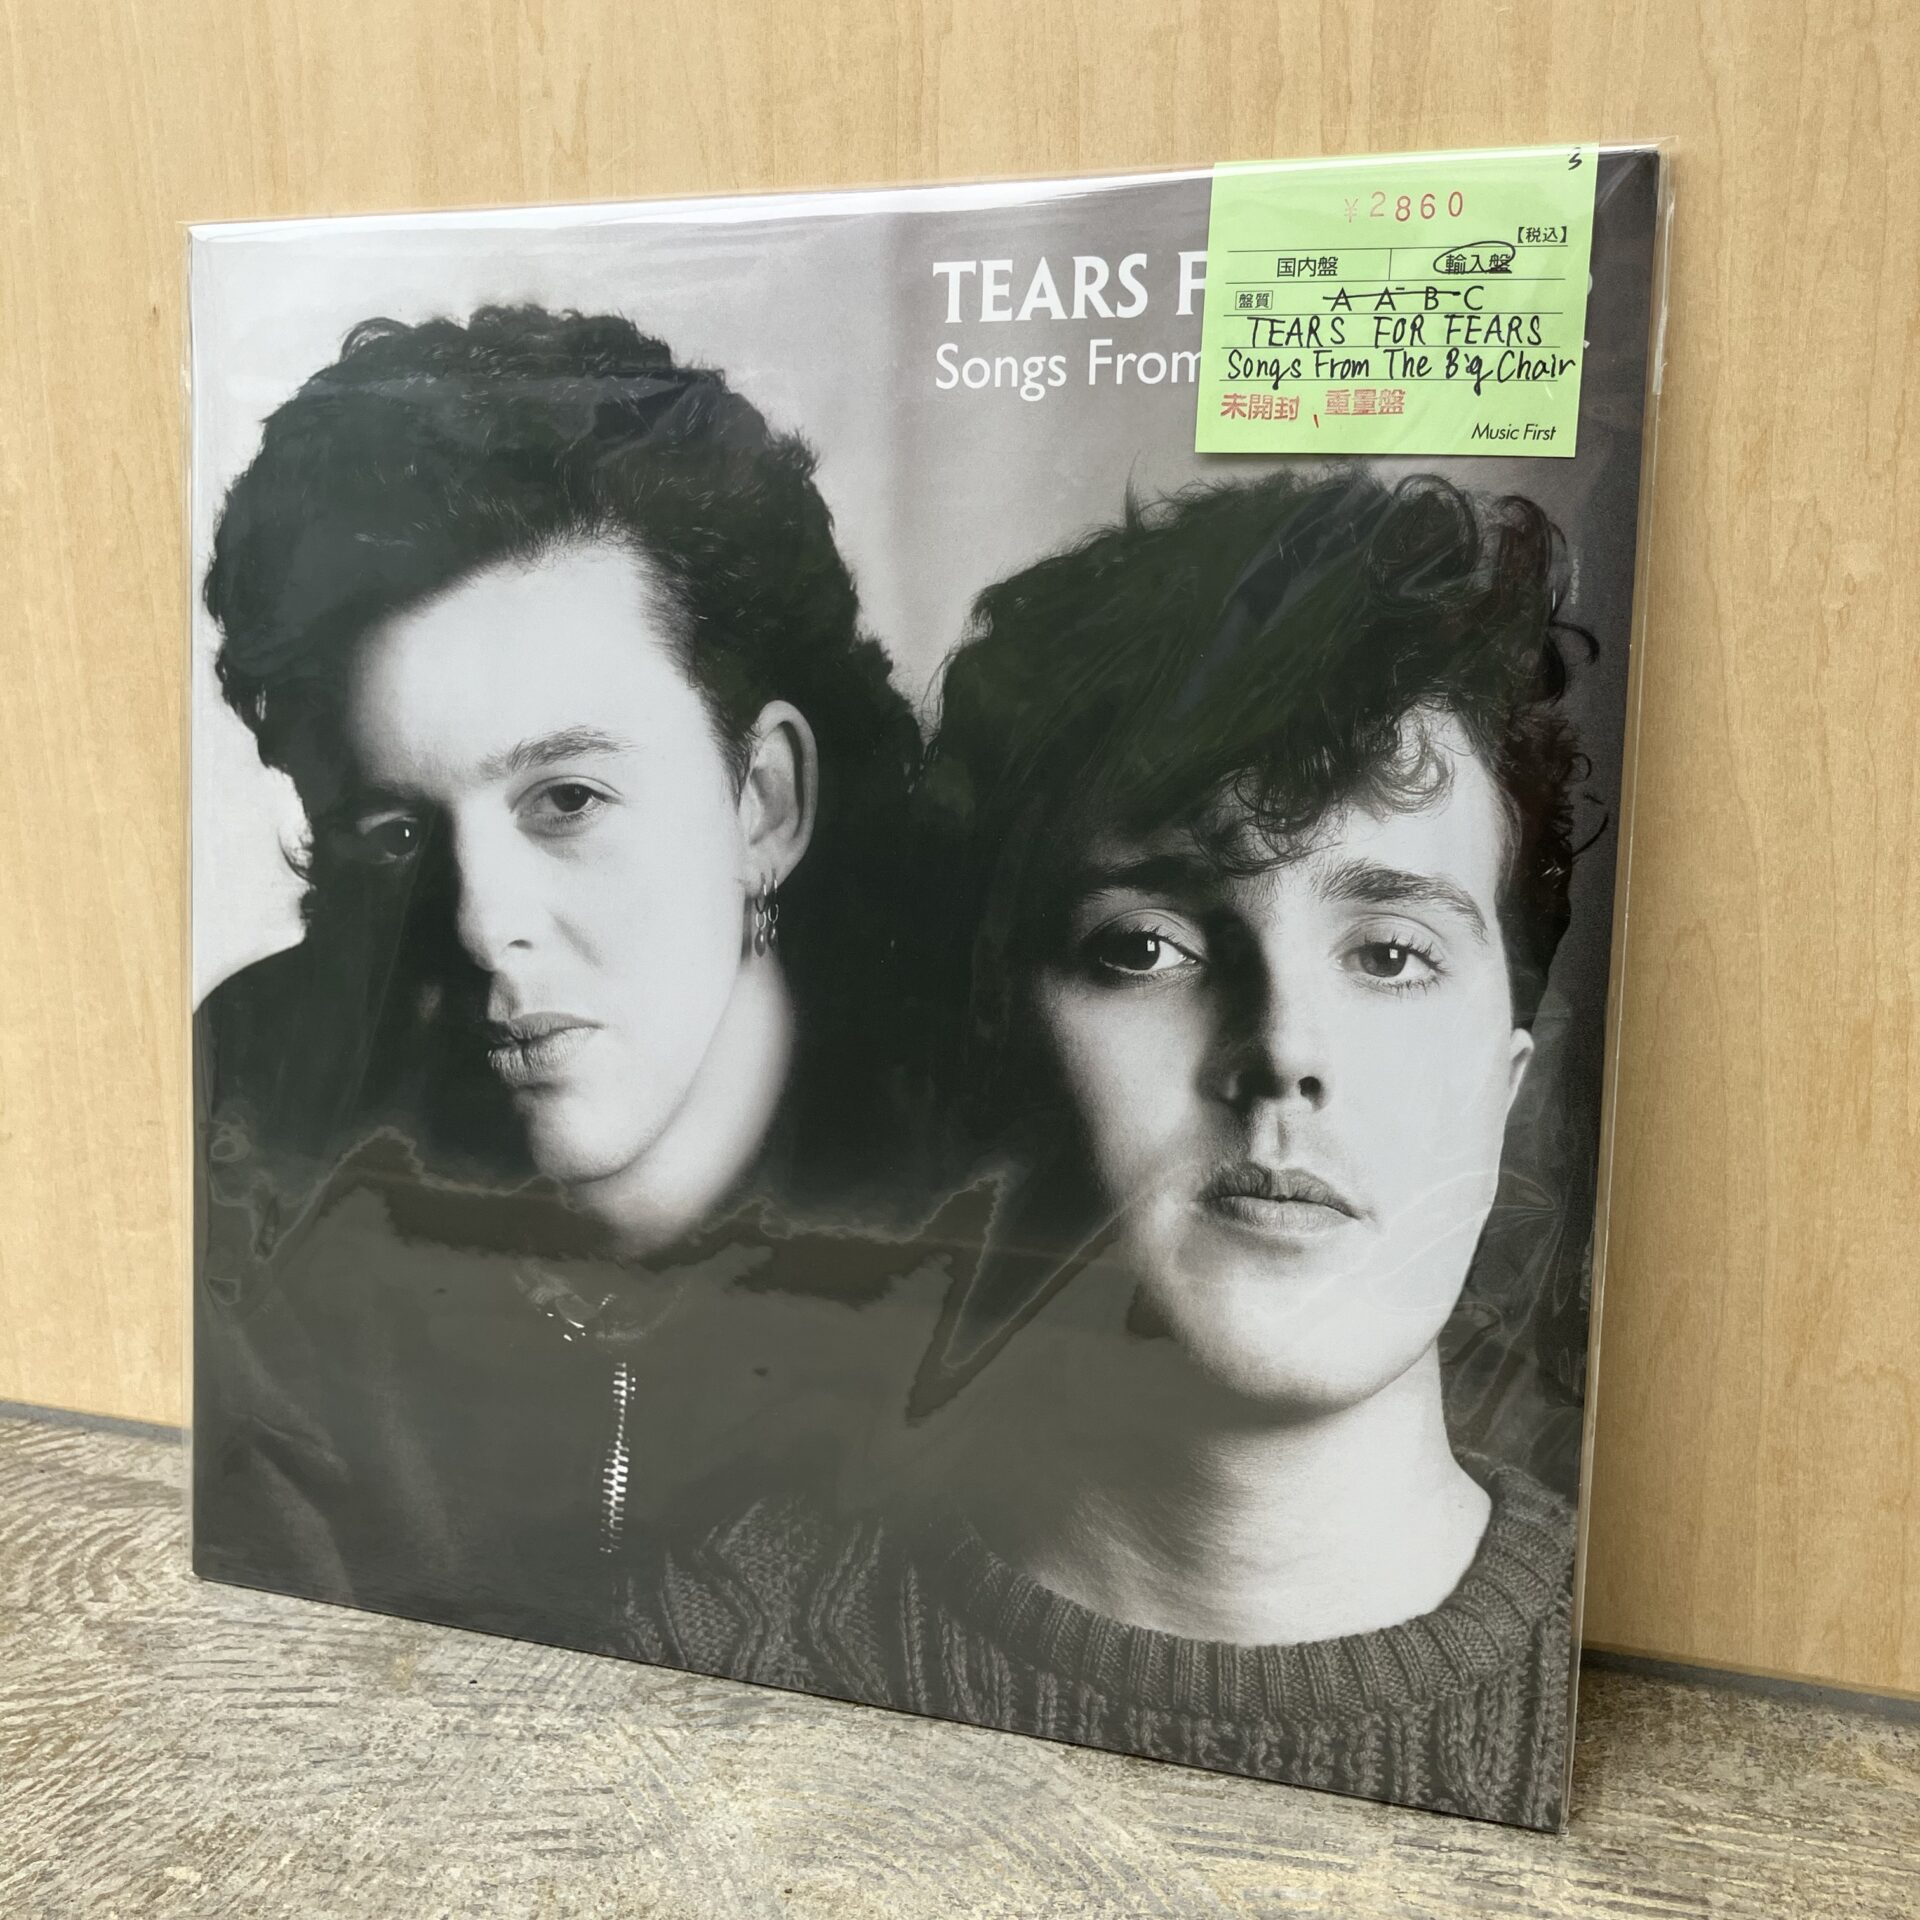 TEARS F
Songs From
3
¥2860
【税込】
国内盤 輸入盤
盤質 A A⁻ B C
TEARS FOR FEARS
Songs From The Big Chair
未開封、重量盤
Music First